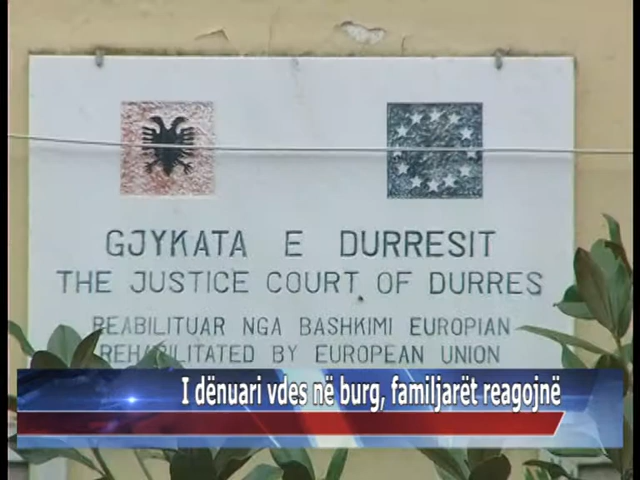 GJYKATA E DURRESIT
THE JUSTICE COURT OF DURRES
REABILITUAR NGA BASHKIMI EUROPIAN
REHABILITATED BY EUROPEAN UNION
I dënuari vdes në burg, familjarët reagojnë